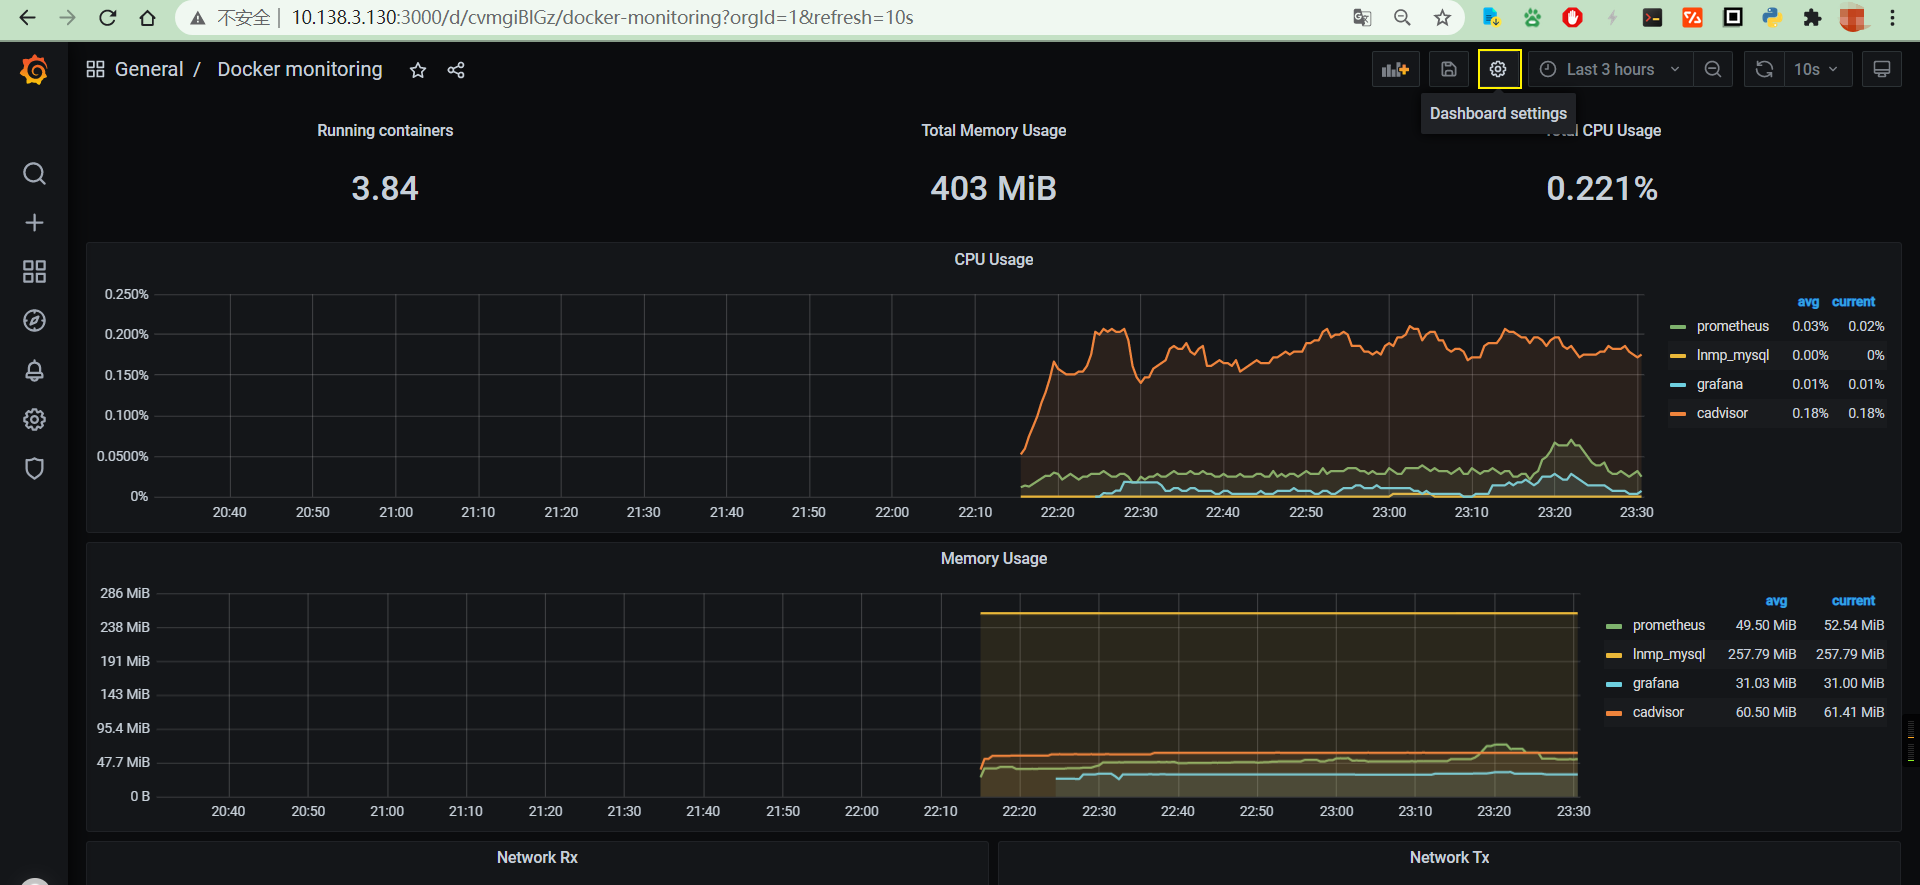 不安全 10.138.3.130:3000/d/cvmgiBlGz/docker-monitoring?orgId=1&refresh=10s
General / Docker monitoring
Last 3 hours
10s
Dashboard settings
Running containers
Total Memory Usage
CPU Usage
3.84
403 MiB
0.221%
CPU Usage
0.250%
0.200%
0.150%
0.100%
0.0500%
0%
20:40 20:50 21:00 21:10 21:20 21:30 21:40 21:50 22:00 22:10 22:20 22:30 22:40 22:50 23:00 23:10 23:20 23:30
avg current
prometheus 0.03% 0.02%
lnmp_mysql 0.00% 0%
grafana 0.01% 0.01%
cadvisor 0.18% 0.18%
Memory Usage
286 MiB
238 MiB
191 MiB
143 MiB
95.4 MiB
47.7 MiB
0 B
20:40 20:50 21:00 21:10 21:20 21:30 21:40 21:50 22:00 22:10 22:20 22:30 22:40 22:50 23:00 23:10 23:20 23:30
avg current
prometheus 49.50 MiB 52.54 MiB
lnmp_mysql 257.79 MiB 257.79 MiB
grafana 31.03 MiB 31.00 MiB
cadvisor 60.50 MiB 61.41 MiB
Network Rx
Network Tx